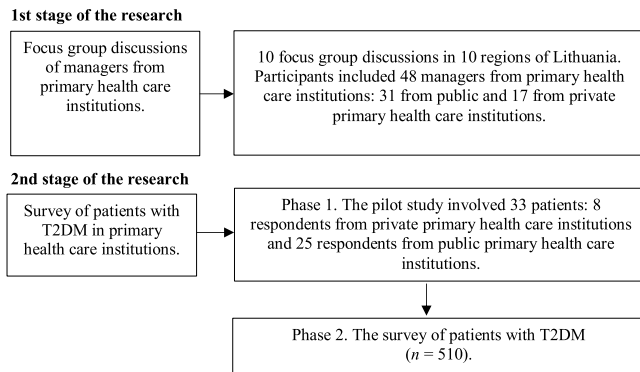 1st stage of the research
Focus group discussions
of managers from
primary health care
institutions.
10 focus group discussions in 10 regions of Lithuania.
Participants included 48 managers from primary health
care institutions: 31 from public and 17 from private
primary health care institutions.
2nd stage of the research
Survey of patients with
T2DM in primary
health care institutions.
Phase 1. The pilot study involved 33 patients: 8
respondents from private primary health care institutions
and 25 respondents from public primary health care
institutions.
Phase 2. The survey of patients with T2DM
(n = 510).